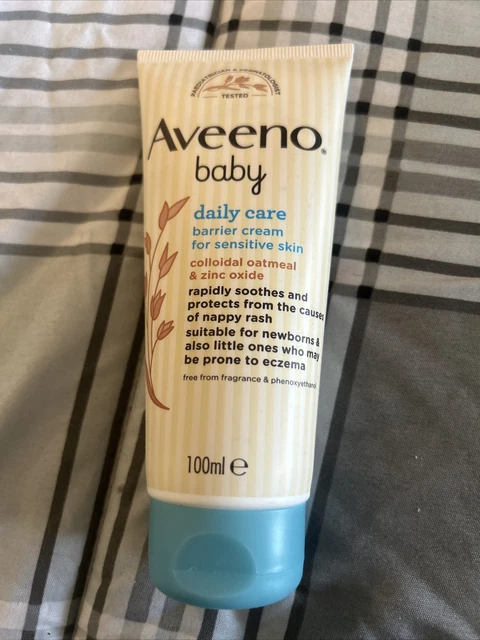 PAEDIATRICIAN & DERMATOLOGIST
TESTED
Aveeno®
baby
daily care
barrier cream
for sensitive skin
colloidal oatmeal
& zinc oxide
rapidly soothes and
protects from the causes
of nappy rash
suitable for newborns &
also little ones who may
be prone to eczema
free from fragrance & phenoxyethanol
100ml e